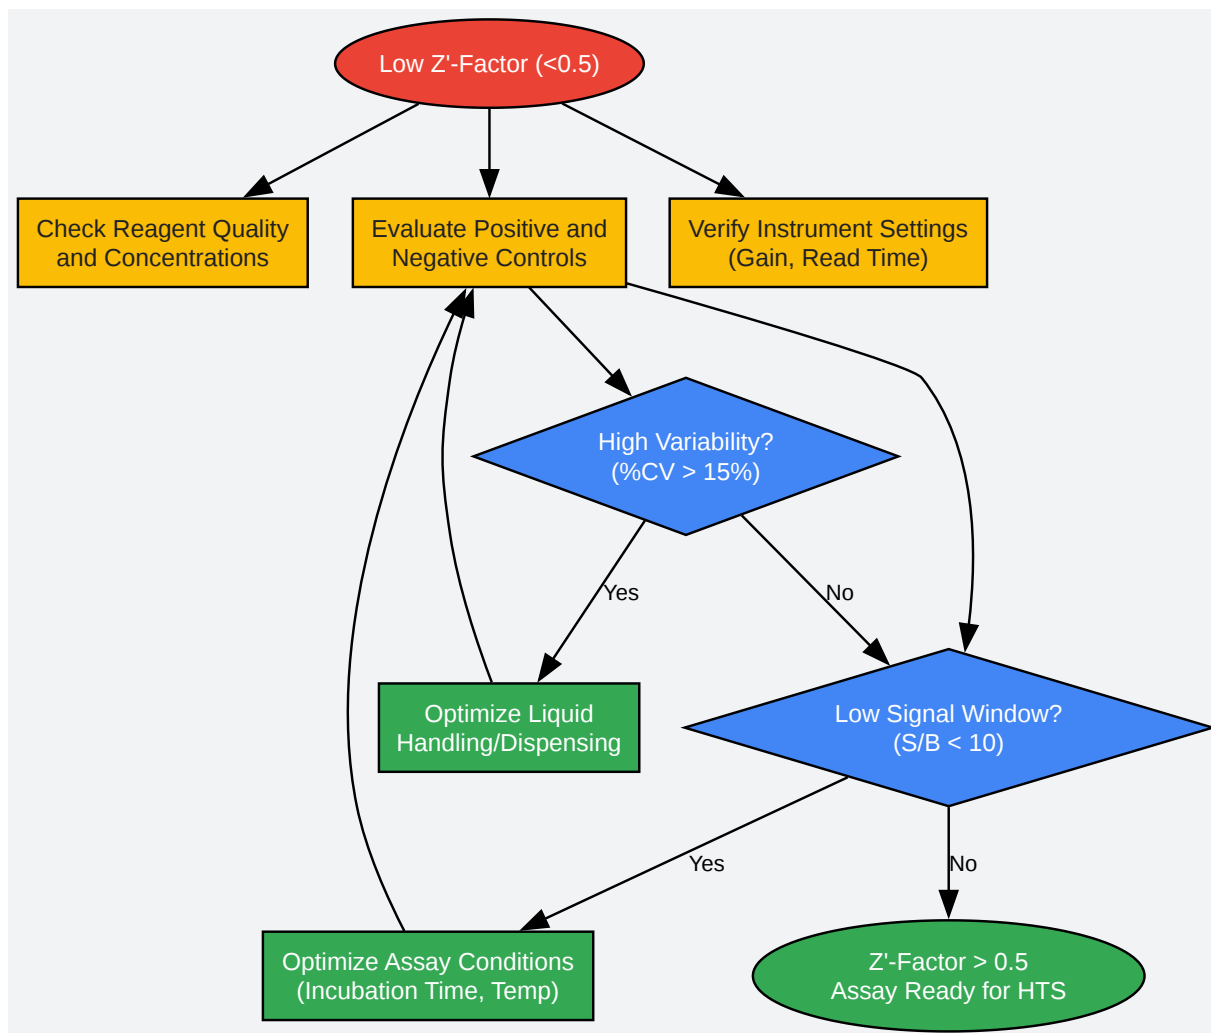 Low Z'-Factor (<0.5)
Check Reagent Quality
and Concentrations
Evaluate Positive and
Negative Controls
Verify Instrument Settings
(Gain, Read Time)
High Variability?
(%CV > 15%)
Yes
No
Optimize Liquid
Handling/Dispensing
Low Signal Window?
(S/B < 10)
Yes
No
Optimize Assay Conditions
(Incubation Time, Temp)
Z'-Factor > 0.5
Assay Ready for HTS